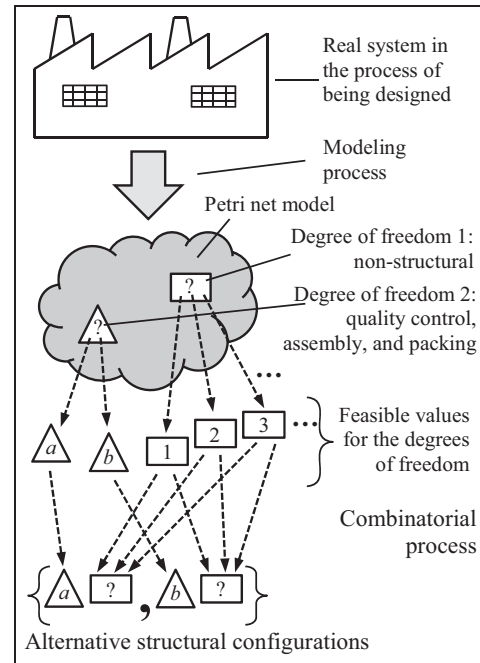 Real system in
the process of
being designed
Modeling
process
Petri net model
Degree of freedom 1:
non-structural
?
Degree of freedom 2:
quality control,
assembly, and packing
?
...
a
b
1
2
3
...
Feasible values
for the degrees
of freedom
Combinatorial
process
{ a ? , b ? }
Alternative structural configurations